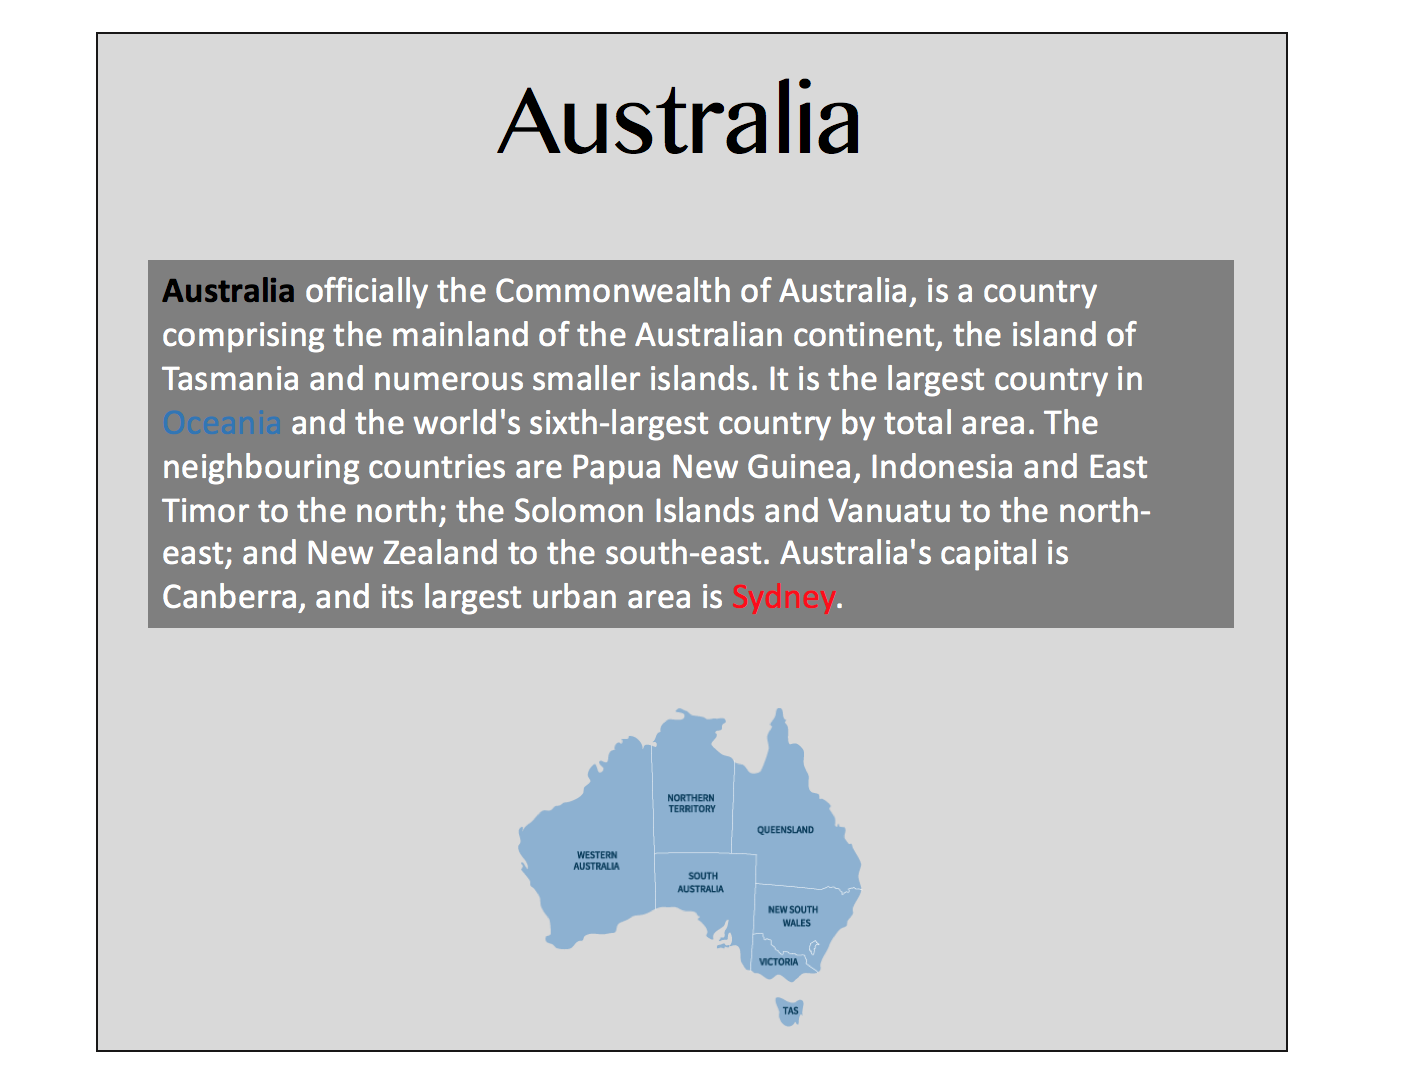 Australia
Australia officially the Commonwealth of Australia, is a country
comprising the mainland of the Australian continent, the island of
Tasmania and numerous smaller islands. It is the largest country in
Oceania and the world's sixth-largest country by total area. The
neighbouring countries are Papua New Guinea, Indonesia and East
Timor to the north; the Solomon Islands and Vanuatu to the north-
east; and New Zealand to the south-east. Australia's capital is
Canberra, and its largest urban area is Sydney.
NORTHERN
TERRITORY
QUEENSLAND
WESTERN
AUSTRALIA
SOUTH
AUSTRALIA
NEW SOUTH
WALES
VICTORIA
TAS